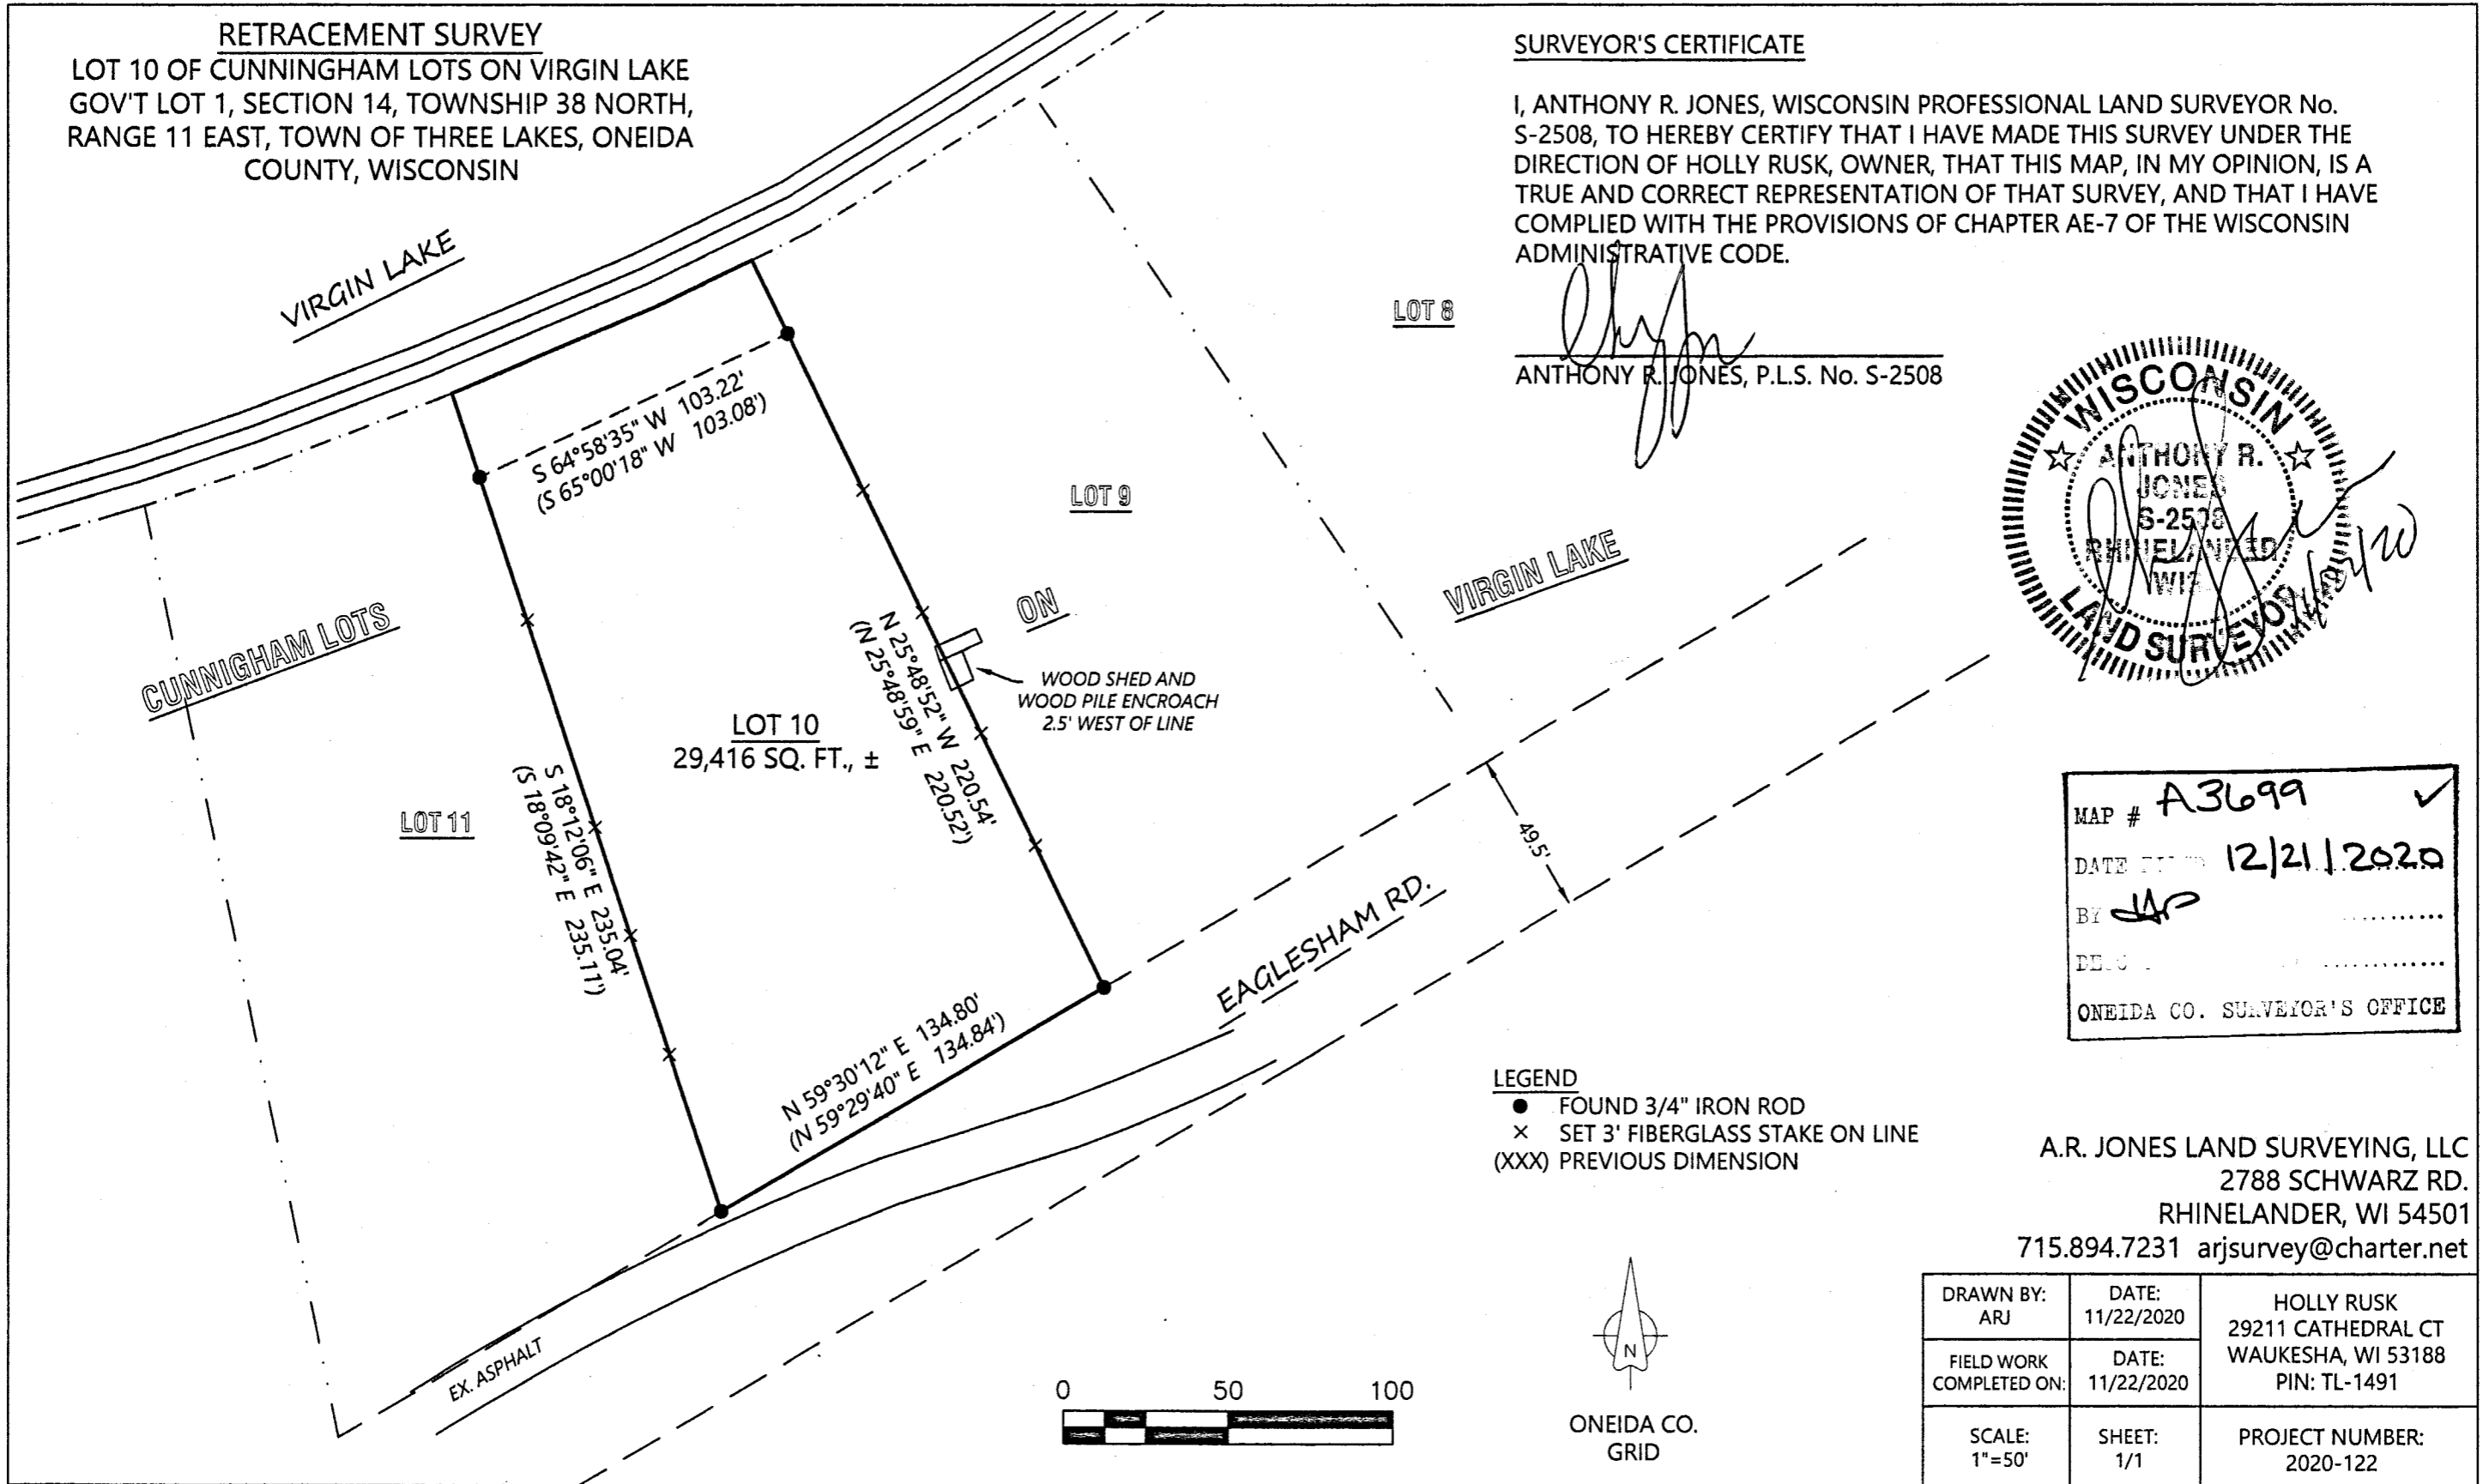 RETRACEMENT SURVEY
LOT 10 OF CUNNINGHAM LOTS ON VIRGIN LAKE
GOV'T LOT 1, SECTION 14, TOWNSHIP 38 NORTH,
RANGE 11 EAST, TOWN OF THREE LAKES, ONEIDA
COUNTY, WISCONSIN
SURVEYOR'S CERTIFICATE
I, ANTHONY R. JONES, WISCONSIN PROFESSIONAL LAND SURVEYOR No.
S-2508, TO HEREBY CERTIFY THAT I HAVE MADE THIS SURVEY UNDER THE
DIRECTION OF HOLLY RUSK, OWNER, THAT THIS MAP, IN MY OPINION, IS A
TRUE AND CORRECT REPRESENTATION OF THAT SURVEY, AND THAT I HAVE
COMPLIED WITH THE PROVISIONS OF CHAPTER AE-7 OF THE WISCONSIN
ADMINISTRATIVE CODE.
ANTHONY R. JONES, P.L.S. No. S-2508
WISCONSIN
ANTHONY R.
JONES
S-2508
RHINELANDER
WIS
LAND SURVEYOR
VIRGIN LAKE
S 64°58'35" W 103.22'
(S 65°00'18" W 103.08')
LOT 8
LOT 9
ON
VIRGIN LAKE
CUNNIGHAM LOTS
WOOD SHED AND
WOOD PILE ENCROACH
2.5' WEST OF LINE
N 25°48'52" W 220.54'
(N 25°48'59" E 220.52')
LOT 10
29,416 SQ. FT., ±
LOT 11
S 18°12'06" E 235.04'
(S 18°09'42" E 235.11')
49.5'
EAGLESHAM RD.
N 59°30'12" E 134.80'
(N 59°29'40" E 134.84')
EX. ASPHALT
MAP # A3699 ✓
DATE 12/21/2020
BY
ONEIDA CO. SURVEYOR'S OFFICE
LEGEND
● FOUND 3/4" IRON ROD
× SET 3' FIBERGLASS STAKE ON LINE
(XXX) PREVIOUS DIMENSION
A.R. JONES LAND SURVEYING, LLC
2788 SCHWARZ RD.
RHINELANDER, WI 54501
715.894.7231 arjsurvey@charter.net
0 50 100
N
ONEIDA CO.
GRID
DRAWN BY:
ARJ
DATE:
11/22/2020
HOLLY RUSK
29211 CATHEDRAL CT
WAUKESHA, WI 53188
PIN: TL-1491
FIELD WORK
COMPLETED ON:
DATE:
11/22/2020
SCALE:
1"=50'
SHEET:
1/1
PROJECT NUMBER:
2020-122